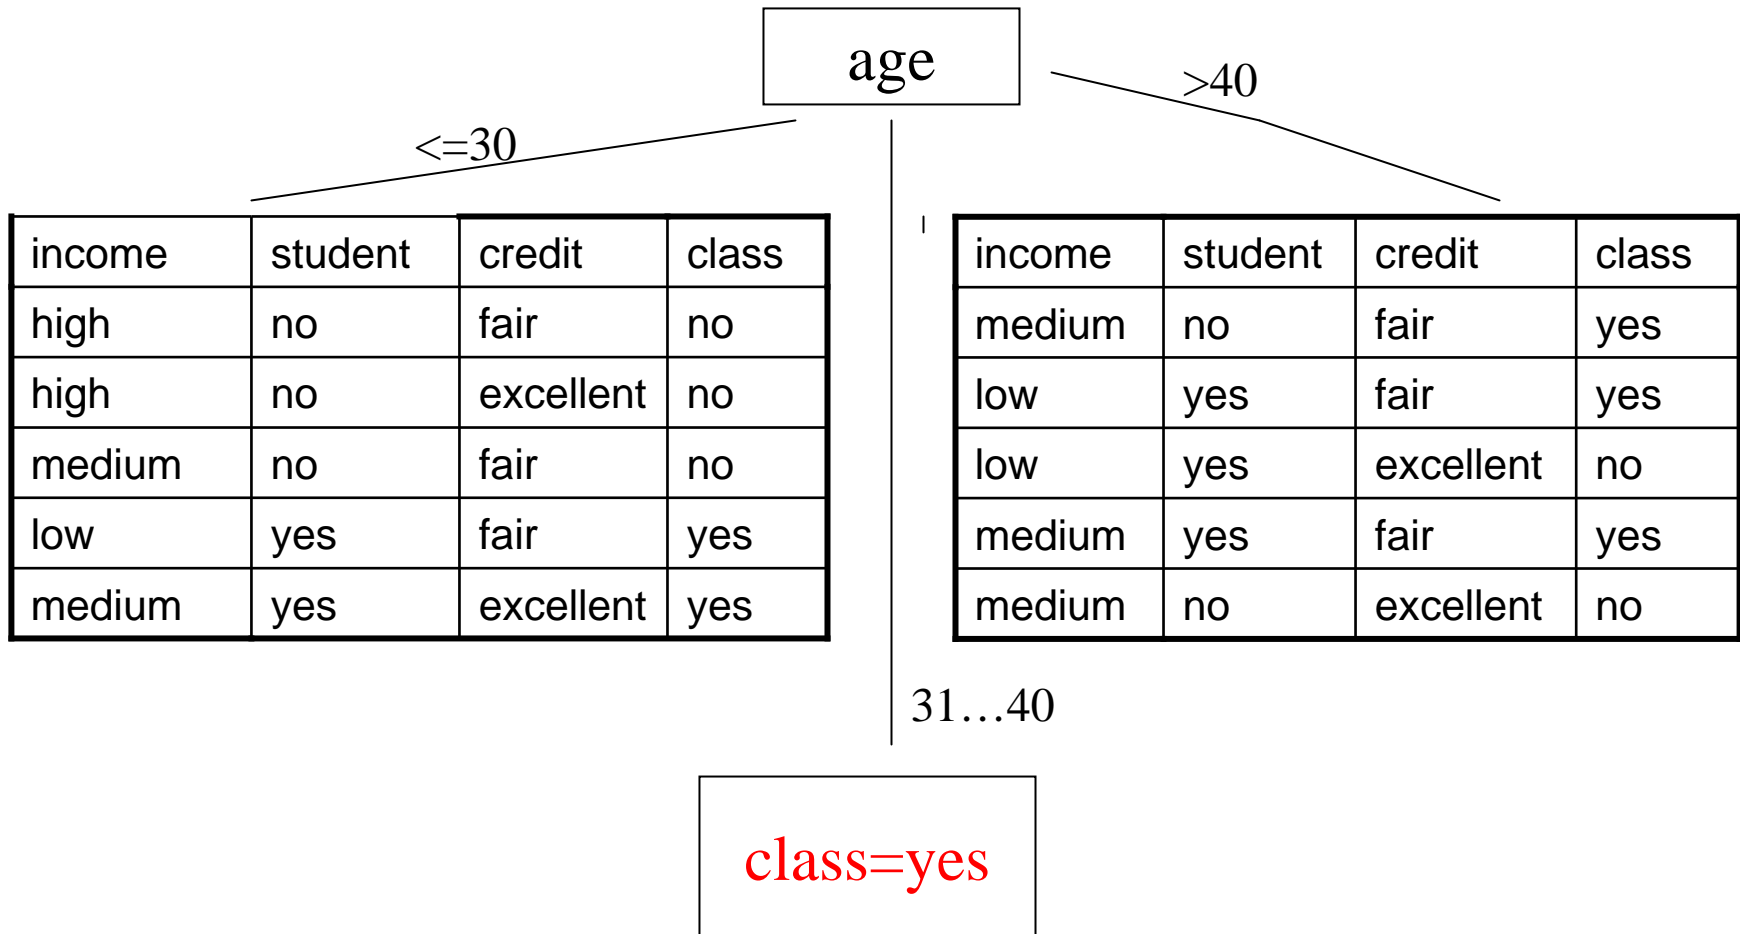 age
<=30
>40
income student credit class
high no fair no
high no excellent no
medium no fair no
low yes fair yes
medium yes excellent yes
income student credit class
medium no fair yes
low yes fair yes
low yes excellent no
medium yes fair yes
medium no excellent no
31…40
class=yes